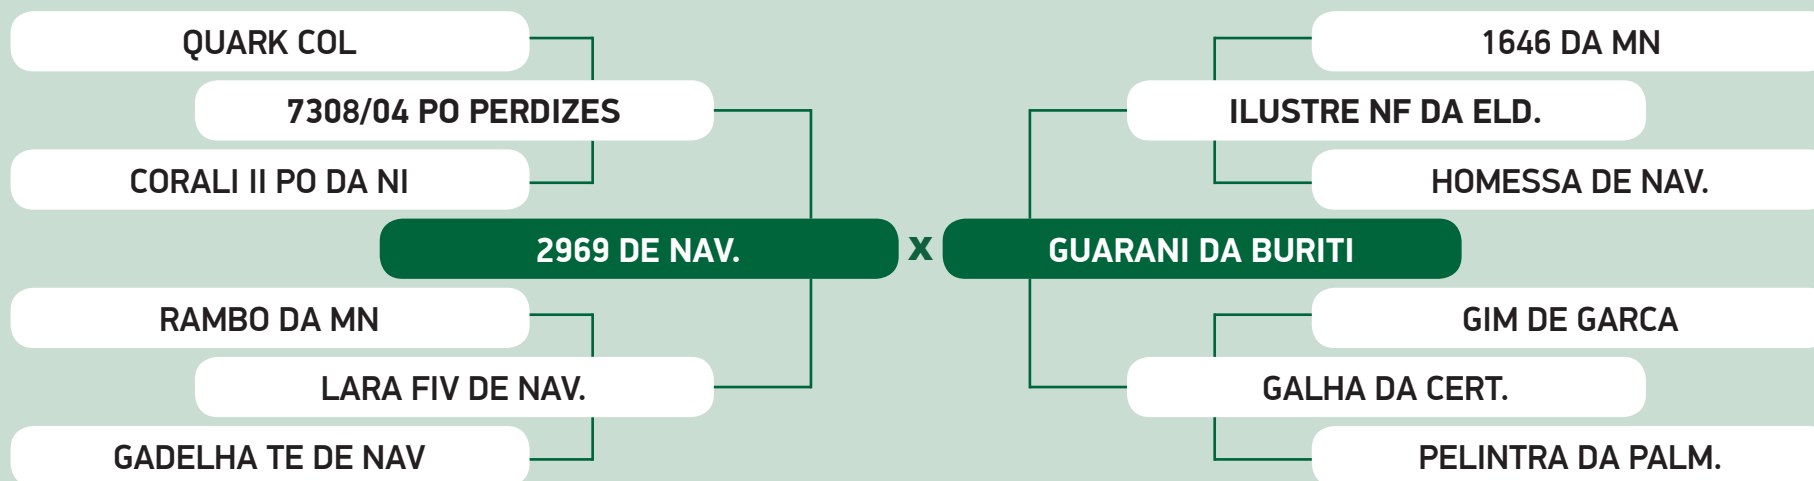 QUARK COL
1646 DA MN
7308/04 PO PERDIZES
ILUSTRE NF DA ELD.
CORALI II PO DA NI
HOMESSA DE NAV.
2969 DE NAV.
X
GUARANI DA BURITI
RAMBO DA MN
GIM DE GARCA
LARA FIV DE NAV.
GALHA DA CERT.
GADELHA TE DE NAV
PELINTRA DA PALM.